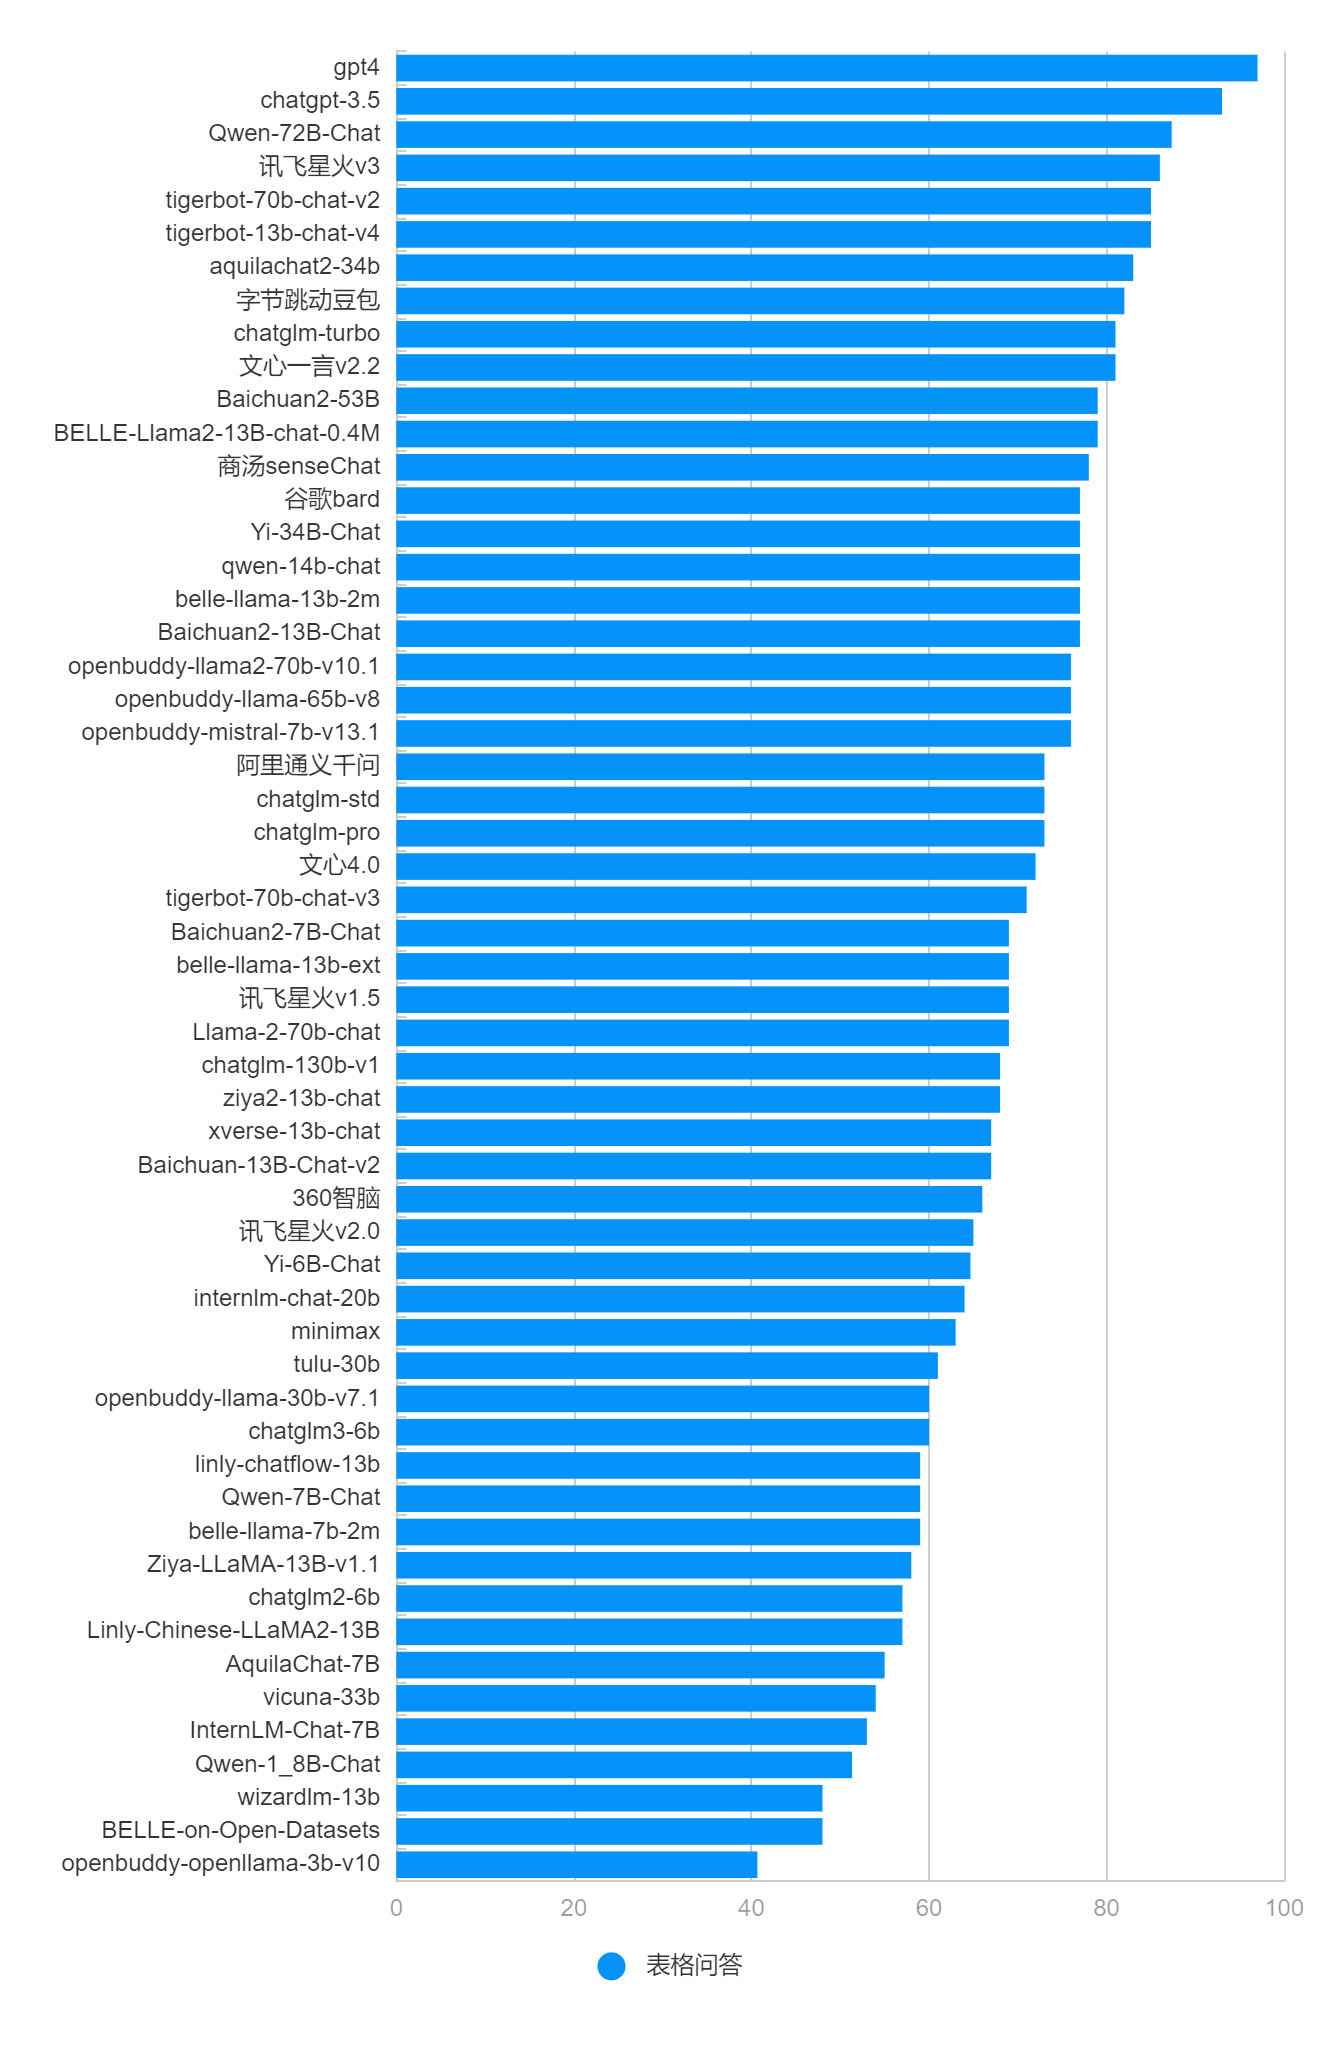 gpt4
chatgpt-3.5
Qwen-72B-Chat
讯飞星火v3
tigerbot-70b-chat-v2
tigerbot-13b-chat-v4
aquilachat2-34b
字节跳动豆包
chatglm-turbo
文心一言v2.2
Baichuan2-53B
BELLE-Llama2-13B-chat-0.4M
商汤senseChat
谷歌bard
Yi-34B-Chat
qwen-14b-chat
belle-llama-13b-2m
Baichuan2-13B-Chat
openbuddy-llama2-70b-v10.1
openbuddy-llama-65b-v8
openbuddy-mistral-7b-v13.1
阿里通义千问
chatglm-std
chatglm-pro
文心4.0
tigerbot-70b-chat-v3
Baichuan2-7B-Chat
belle-llama-13b-ext
讯飞星火v1.5
Llama-2-70b-chat
chatglm-130b-v1
ziya2-13b-chat
xverse-13b-chat
Baichuan-13B-Chat-v2
360智脑
讯飞星火v2.0
Yi-6B-Chat
internlm-chat-20b
minimax
tulu-30b
openbuddy-llama-30b-v7.1
chatglm3-6b
linly-chatflow-13b
Qwen-7B-Chat
belle-llama-7b-2m
Ziya-LLaMA-13B-v1.1
chatglm2-6b
Linly-Chinese-LLaMA2-13B
AquilaChat-7B
vicuna-33b
InternLM-Chat-7B
Qwen-1_8B-Chat
wizardlm-13b
BELLE-on-Open-Datasets
openbuddy-openllama-3b-v10
0 20 40 60 80 100
表格问答